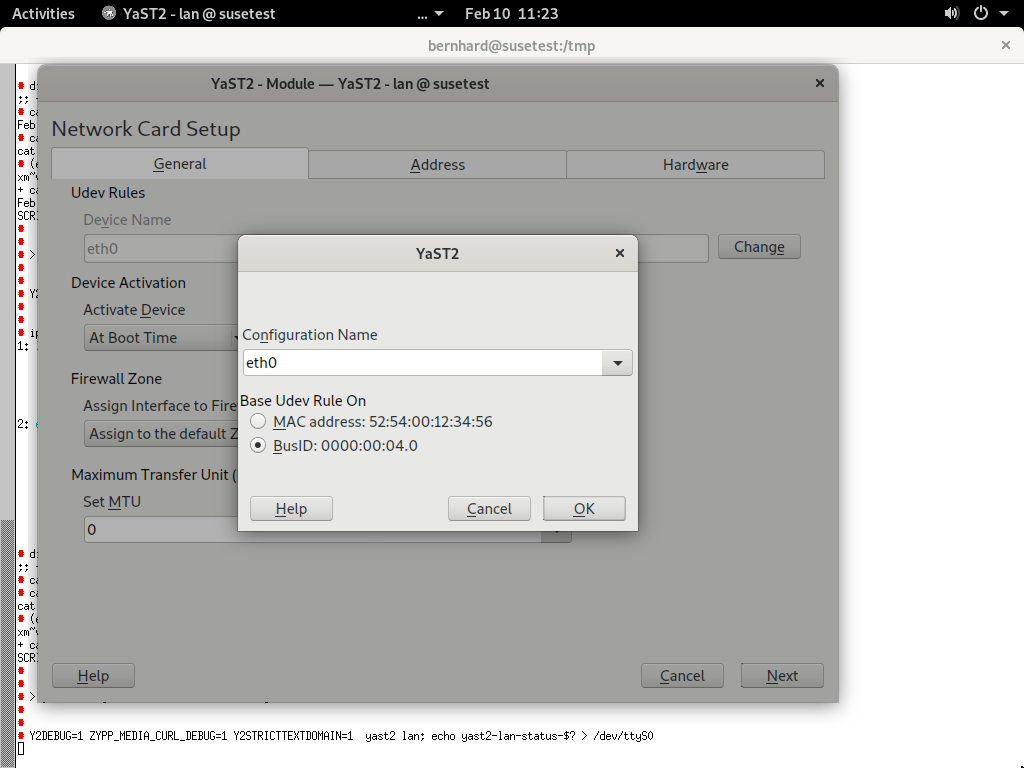 Activities YaST2 - lan @ susetest ... Feb 10 11:23
bernhard@susetest:/tmp
YaST2 - Module — YaST2 - lan @ susetest
Network Card Setup
General Address Hardware
Udev Rules
Device Name
eth0 Change
Device Activation
Activate Device
At Boot Time
Firewall Zone
Assign Interface to Fire
Assign to the default Z
Maximum Transfer Unit (
Set MTU
0
Help Cancel Next
YaST2
Configuration Name
eth0
Base Udev Rule On
MAC address: 52:54:00:12:34:56
BusID: 0000:00:04.0
Help Cancel OK
# Y2DEBUG=1 ZYPP_MEDIA_CURL_DEBUG=1 Y2STRICTTEXTDOMAIN=1 yast2 lan; echo yast2-lan-status-$? > /dev/ttyS0